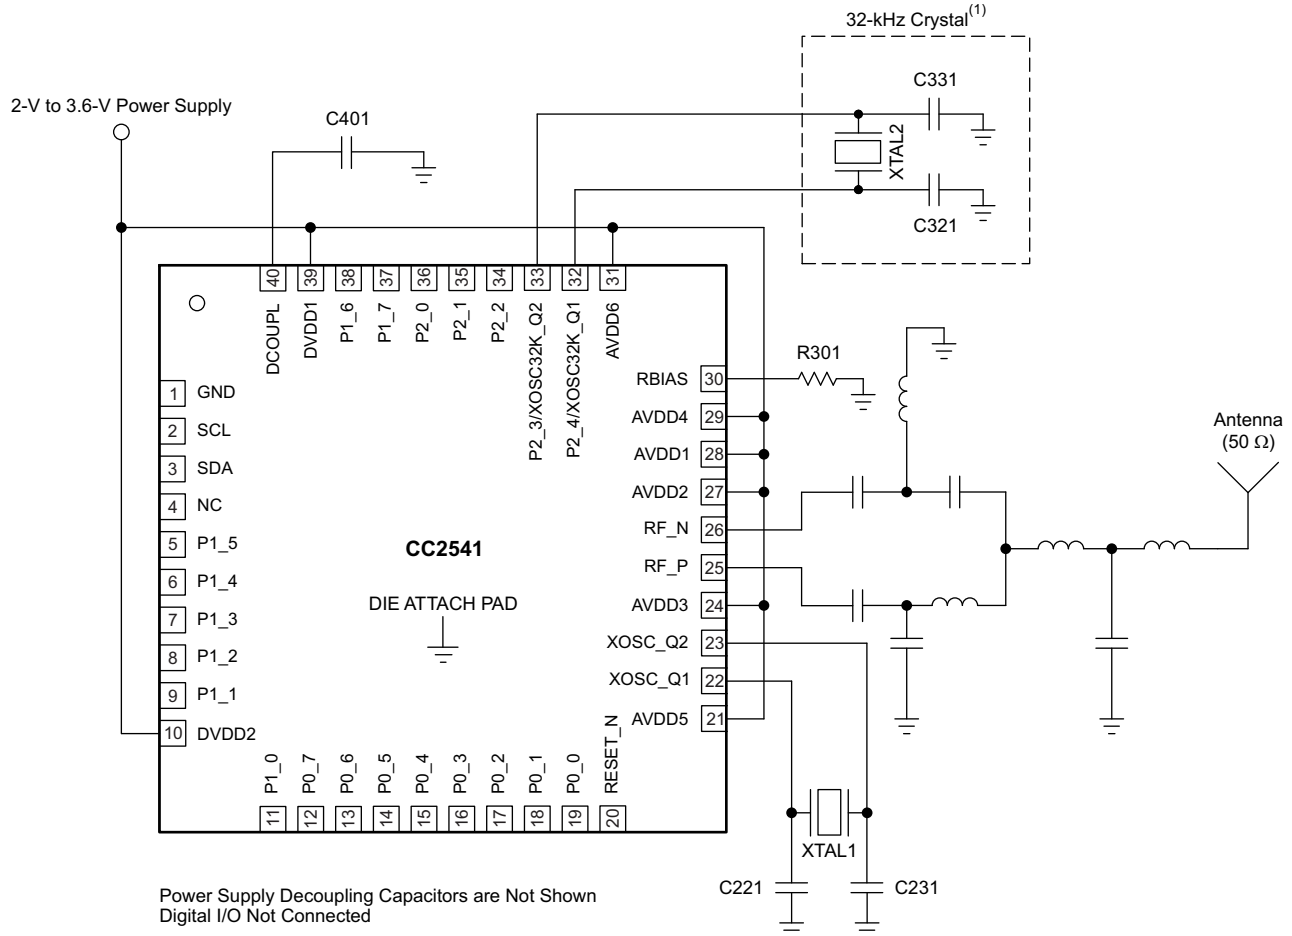 32-kHz Crystal(1)
2-V to 3.6-V Power Supply
C401
C331
XTAL2
C321
40
39
38
37
36
35
34
33
32
31
DCOUPL
DVDD1
P1_6
P1_7
P2_0
P2_1
P2_2
P2_3/XOSC32K_Q2
P2_4/XOSC32K_Q1
AVDD6
1 GND
2 SCL
3 SDA
4 NC
5 P1_5
6 P1_4
7 P1_3
8 P1_2
9 P1_1
10 DVDD2
CC2541
DIE ATTACH PAD
RBIAS 30
AVDD4 29
AVDD1 28
AVDD2 27
RF_N 26
RF_P 25
AVDD3 24
XOSC_Q2 23
XOSC_Q1 22
AVDD5 21
R301
Antenna
(50 Ω)
P1_0
P0_7
P0_6
P0_5
P0_4
P0_3
P0_2
P0_1
P0_0
RESET_N
11
12
13
14
15
16
17
18
19
20
XTAL1
C221
C231
Power Supply Decoupling Capacitors are Not Shown
Digital I/O Not Connected